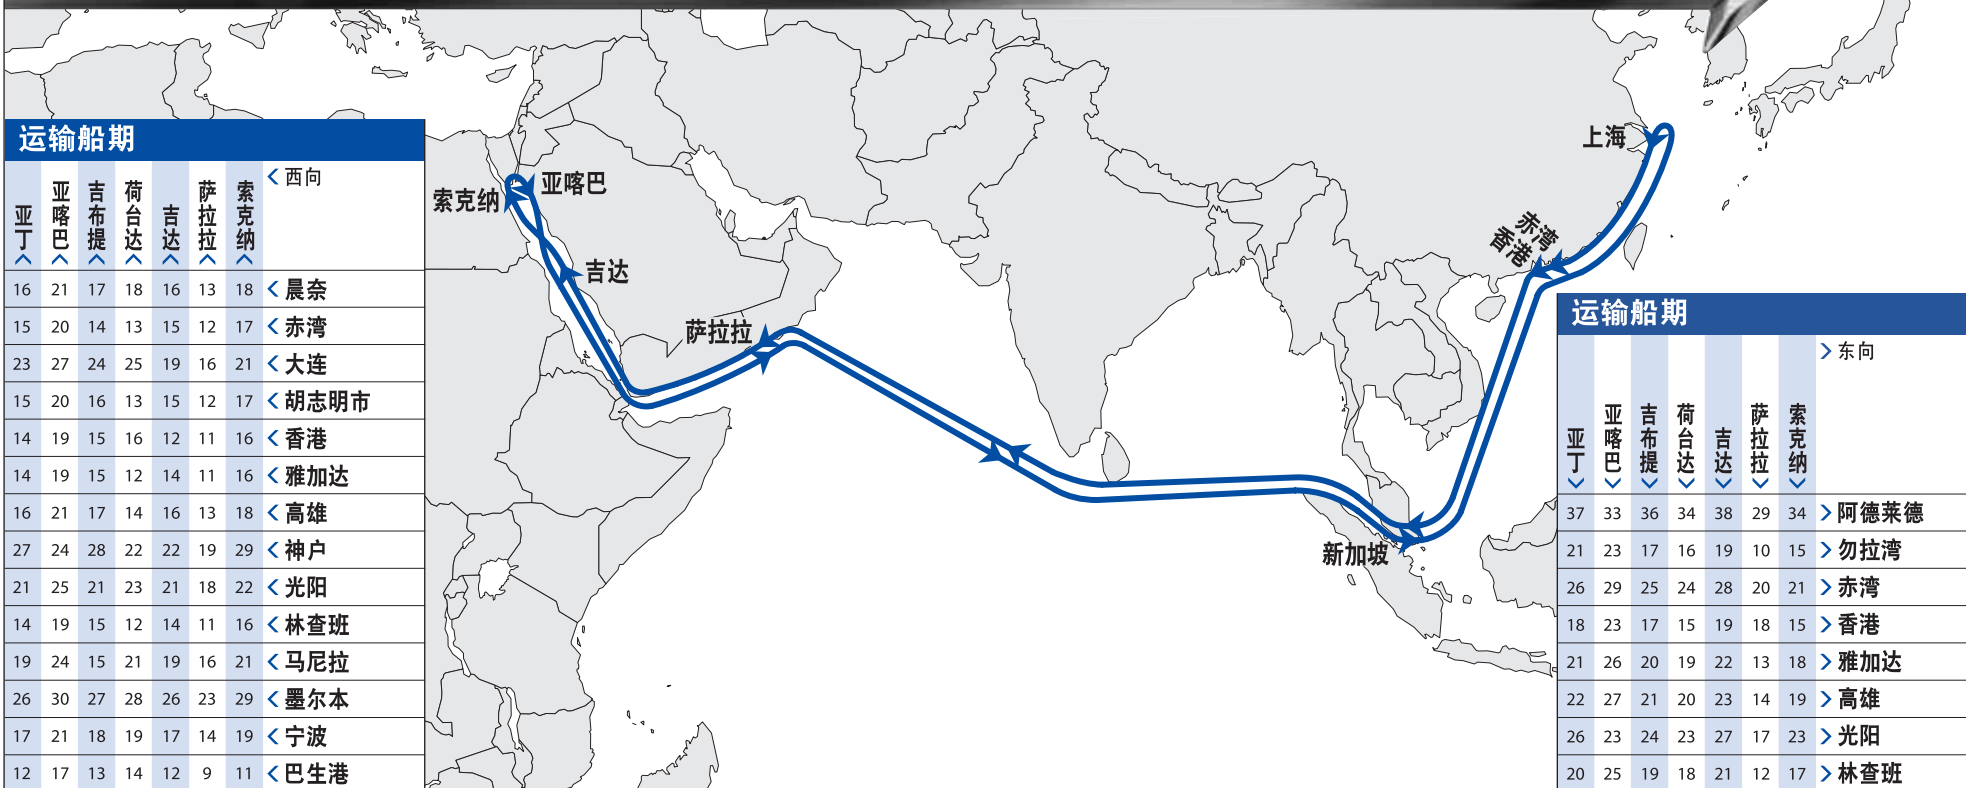 运输船期
亚丁 亚喀巴 吉布提 荷台达 吉达 萨拉拉 索克纳 西向
16 21 17 18 16 13 18 晨奈
15 20 14 13 15 12 17 赤湾
23 27 24 25 19 16 21 大连
15 20 16 13 15 12 17 胡志明市
14 19 15 16 12 11 16 香港
14 19 15 12 14 11 16 雅加达
16 21 17 14 16 13 18 高雄
27 24 28 22 22 19 29 神户
21 25 21 23 21 18 22 光阳
14 19 15 12 14 11 16 林查班
19 24 15 21 19 16 21 马尼拉
26 30 27 28 26 23 29 墨尔本
17 21 18 19 17 14 19 宁波
12 17 13 14 12 9 11 巴生港
索克纳
亚喀巴
吉达
萨拉拉
新加坡
赤湾
香港
上海
运输船期
亚丁 亚喀巴 吉布提 荷台达 吉达 萨拉拉 索克纳 东向
37 33 36 34 38 29 34 阿德莱德
21 23 17 16 19 10 15 勿拉湾
26 29 25 24 28 20 21 赤湾
18 23 17 15 19 18 15 香港
21 26 20 19 22 13 18 雅加达
22 27 21 20 23 14 19 高雄
26 23 24 23 27 17 23 光阳
20 25 19 18 21 12 17 林查班